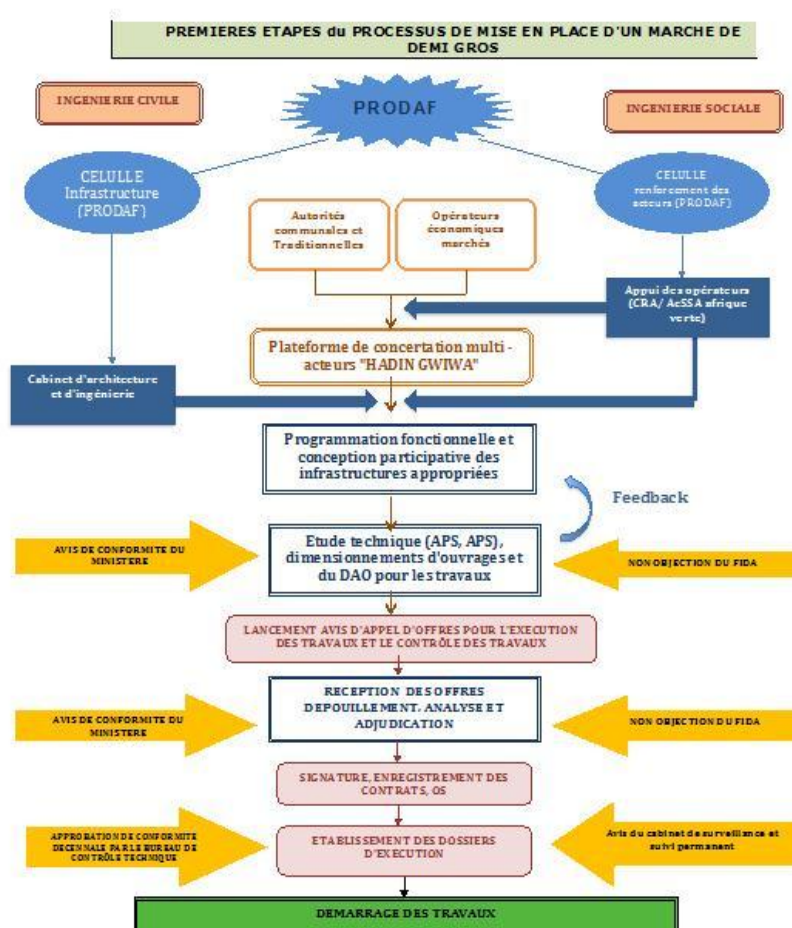 PREMIERES ETAPES du PROCESSUS DE MISE EN PLACE D'UN MARCHE DE
DEMI GROS
INGENIERIE CIVILE
PRODAF
INGENIERIE SOCIALE
CELULLE
Infrastructure
(PRODAF)
CELULLE
renforcement des
acteurs (PRODAF)
Autorités
communales et
Traditionnelles
Opérateurs
économiques
marchés
Appui des opérateurs
(CRA/ AcSSA afrique
verte)
Plateforme de concertation multi -
acteurs "HADIN GWIWA"
Cabinet d'architecture
et d'ingénierie
Programmation fonctionnelle et
conception participative des
infrastructures appropriées
Feedback
AVIS DE CONFORMITE DU
MINISTERE
Etude technique (APS, APS),
dimensionnements d'ouvrages et
du DAO pour les travaux
NON OBJECTION DU FIDA
LANCEMENT AVIS D'APPEL D'OFFRES POUR L'EXECUTION
DES TRAVAUX ET LE CONTRÔLE DES TRAVAUX
AVIS DE CONFORMITE DU
MINISTERE
RECEPTION DES OFFRES
DEPOUILLEMENT. ANALYSE ET
ADJUDICATION
NON OBJECTION DU FIDA
SIGNATURE, ENREGISTREMENT DES
CONTRATS, OS
APPROBATION DE CONFORMITE
DECENNALE PAR LE BUREAU DE
CONTRÔLE TECHNIQUE
ETABLISSEMENT DES DOSSIERS
D'EXECUTION
Avis du cabinet de surveillance et
suivi permanent
DEMARRAGE DES TRAVAUX